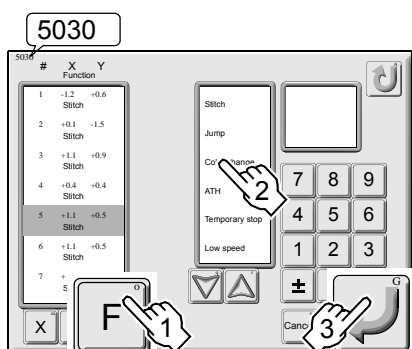 5030
5030
# X Y
Function
1 -1.2 +0.6
Stitch
2 +0.1 -1.5
Stitch
3 +1.1 +0.9
Stitch
4 +0.4 +0.4
Stitch
5 +1.1 +0.5
Stitch
6 +1.1 +0.5
Stitch
7 +
S
Stitch
Jump
ATH
Temporary stop
Low speed
7 8 9
4 5 6
1 2 3
±
X
F
O
G
1
2
3